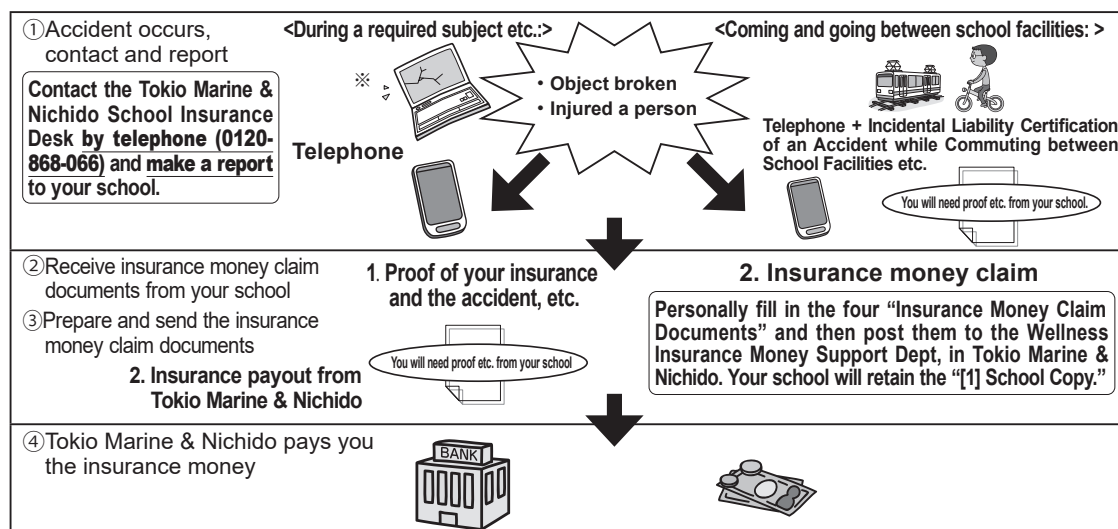 ①Accident occurs,
contact and report
Contact the Tokio Marine &
Nichido School Insurance
Desk by telephone (0120-
868-066) and make a report
to your school.
<During a required subject etc.:>
※
Telephone
• Object broken
• Injured a person
<Coming and going between school facilities: >
Telephone + Incidental Liability Certification
of an Accident while Commuting between
School Facilities etc.
You will need proof etc. from your school.
②Receive insurance money claim
documents from your school
③Prepare and send the insurance
money claim documents
2. Insurance payout from
Tokio Marine & Nichido
1. Proof of your insurance
and the accident, etc.
You will need proof etc. from your school
2. Insurance money claim
Personally fill in the four “Insurance Money Claim
Documents” and then post them to the Wellness
Insurance Money Support Dept, in Tokio Marine &
Nichido. Your school will retain the “[1] School Copy.”
④Tokio Marine & Nichido pays you
the insurance money
BANK